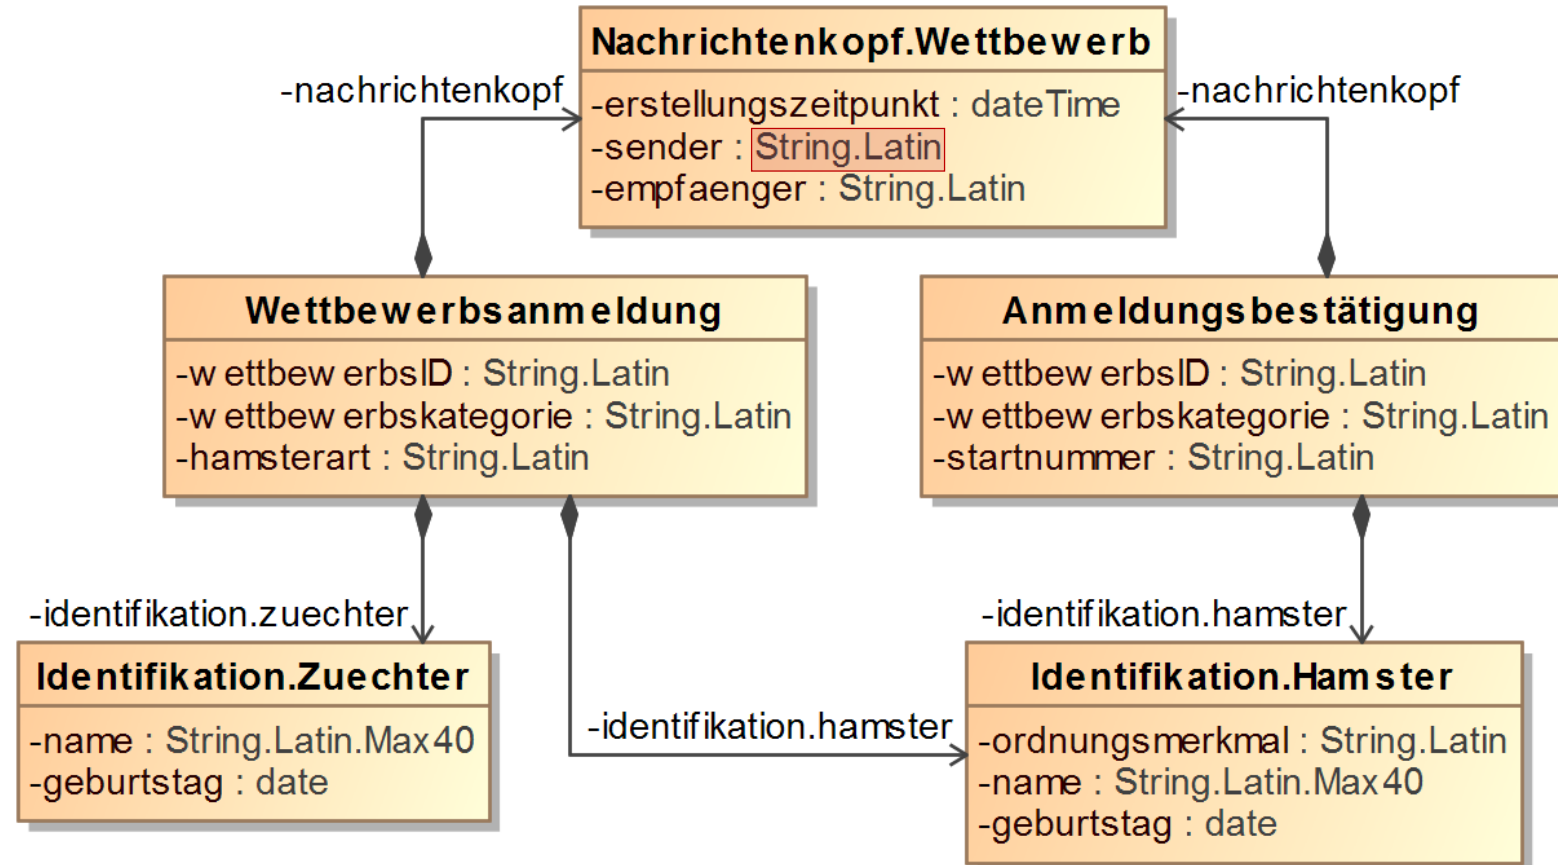 Nachrichtenkopf.Wettbewerb
-nachrichtenkopf
-erstellungszeitpunkt : dateTime
-nachrichtenkopf
-sender : String.Latin
-empfaenger : String.Latin
Wettbewerbsanmeldung
-wettbewerbsID : String.Latin
-wettbewerbskategorie : String.Latin
-hamsterart : String.Latin
Anmeldungsbestätigung
-wettbewerbsID : String.Latin
-wettbewerbskategorie : String.Latin
-startnummer : String.Latin
-identifikation.zuechter
-identifikation.hamster
Identifikation.Zuechter
-name : String.Latin.Max40
-geburtstag : date
-identifikation.hamster
Identifikation.Hamster
-ordnungsmerkmal : String.Latin
-name : String.Latin.Max40
-geburtstag : date